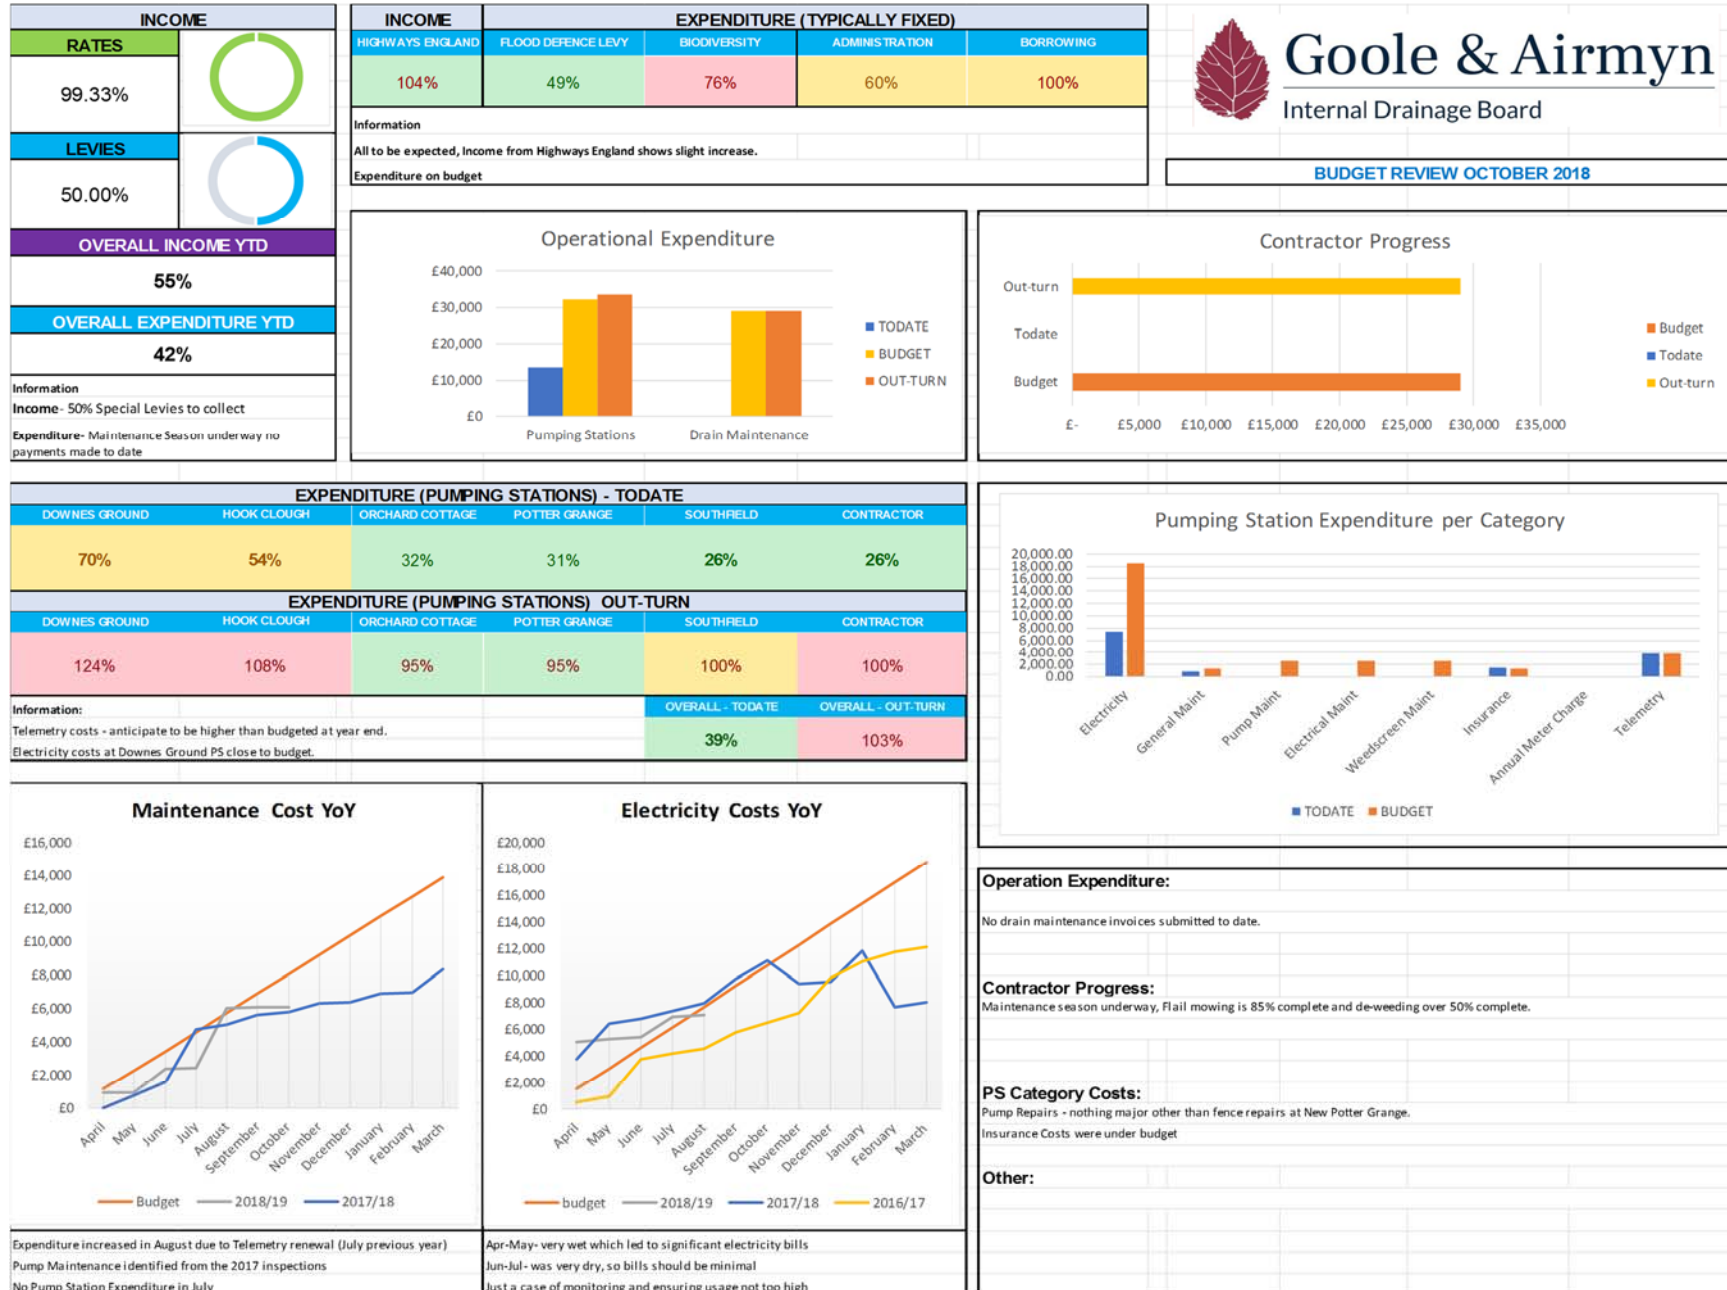 INCOME
RATES
99.33%
LEVIES
50.00%
OVERALL INCOME YTD
55%
OVERALL EXPENDITURE YTD
42%
Information
Income- 50% Special Levies to collect
Expenditure- Maintenance Season underway no
payments made to date
INCOME
EXPENDITURE (TYPICALLY FIXED)
HIGHWAYS ENGLAND FLOOD DEFENCE LEVY BIODIVERSITY ADMINISTRATION BORROWING
104% 49% 76% 60% 100%
Information
All to be expected, Income from Highways England shows slight increase.
Expenditure on budget
Goole & Airmyn
Internal Drainage Board
BUDGET REVIEW OCTOBER 2018
Operational Expenditure
£40,000
£30,000
£20,000
£10,000
£0
Pumping Stations Drain Maintenance
TODATE
BUDGET
OUT-TURN
Contractor Progress
Out-turn
Todate
Budget
£- £5,000 £10,000 £15,000 £20,000 £25,000 £30,000 £35,000
Budget
Todate
Out-turn
EXPENDITURE (PUMPING STATIONS) - TODATE
DOWNES GROUND HOOK CLOUGH ORCHARD COTTAGE POTTER GRANGE SOUTHFIELD CONTRACTOR
70% 54% 32% 31% 26% 26%
EXPENDITURE (PUMPING STATIONS) OUT-TURN
DOWNES GROUND HOOK CLOUGH ORCHARD COTTAGE POTTER GRANGE SOUTHFIELD CONTRACTOR
124% 108% 95% 95% 100% 100%
Information:
Telemetry costs - anticipate to be higher than budgeted at year end.
Electricity costs at Downes Ground PS close to budget.
OVERALL - TODATE OVERALL - OUT-TURN
39% 103%
Pumping Station Expenditure per Category
20,000.00
18,000.00
16,000.00
14,000.00
12,000.00
10,000.00
8,000.00
6,000.00
4,000.00
2,000.00
0.00
Electricity
General Maint
Pump Maint
Electrical Maint
Weedscreen Maint
Insurance
Annual Meter Charge
Telemetry
TODATE BUDGET
Maintenance Cost YoY
£16,000
£14,000
£12,000
£10,000
£8,000
£6,000
£4,000
£2,000
£0
April May June July August September October November December January February March
Budget 2018/19 2017/18
Expenditure increased in August due to Telemetry renewal (July previous year)
Pump Maintenance identified from the 2017 inspections
No Pump Station Expenditure in July
Electricity Costs YoY
£20,000
£18,000
£16,000
£14,000
£12,000
£10,000
£8,000
£6,000
£4,000
£2,000
£0
April May June July August September October November December January February March
budget 2018/19 2017/18 2016/17
Apr-May- very wet which led to significant electricity bills
Jun-Jul- was very dry, so bills should be minimal
Just a case of monitoring and ensuring usage not too high
Operation Expenditure:
No drain maintenance invoices submitted to date.
Contractor Progress:
Maintenance season underway, Flail mowing is 85% complete and de-weeding over 50% complete.
PS Category Costs:
Pump Repairs - nothing major other than fence repairs at New Potter Grange.
Insurance Costs were under budget
Other: